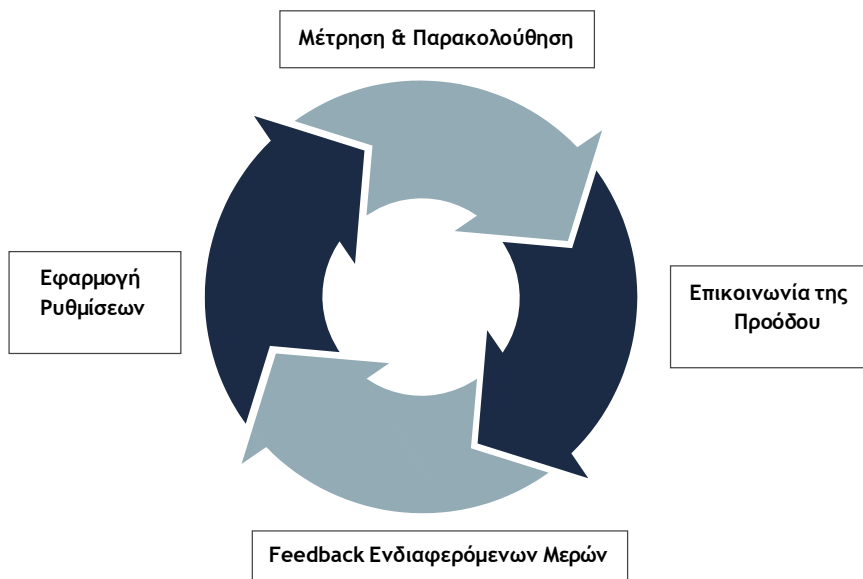 Μέτρηση & Παρακολούθηση
Εφαρμογή
Ρυθμίσεων
Επικοινωνία της
Προόδου
Feedback Ενδιαφερόμενων Μερών